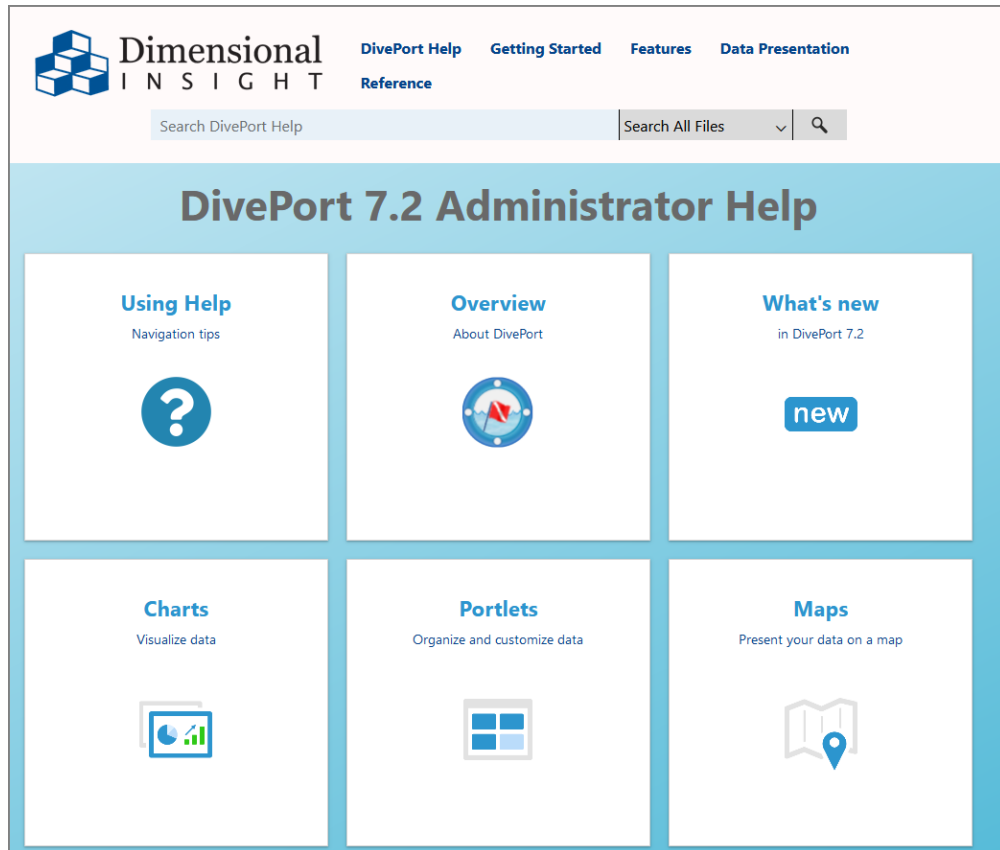 Dimensional
INSIGHT
DivePort Help Getting Started Features Data Presentation
Reference
Search DivePort Help
Search All Files
DivePort 7.2 Administrator Help
Using Help
Navigation tips
Overview
About DivePort
What's new
in DivePort 7.2
new
Charts
Visualize data
Portlets
Organize and customize data
Maps
Present your data on a map